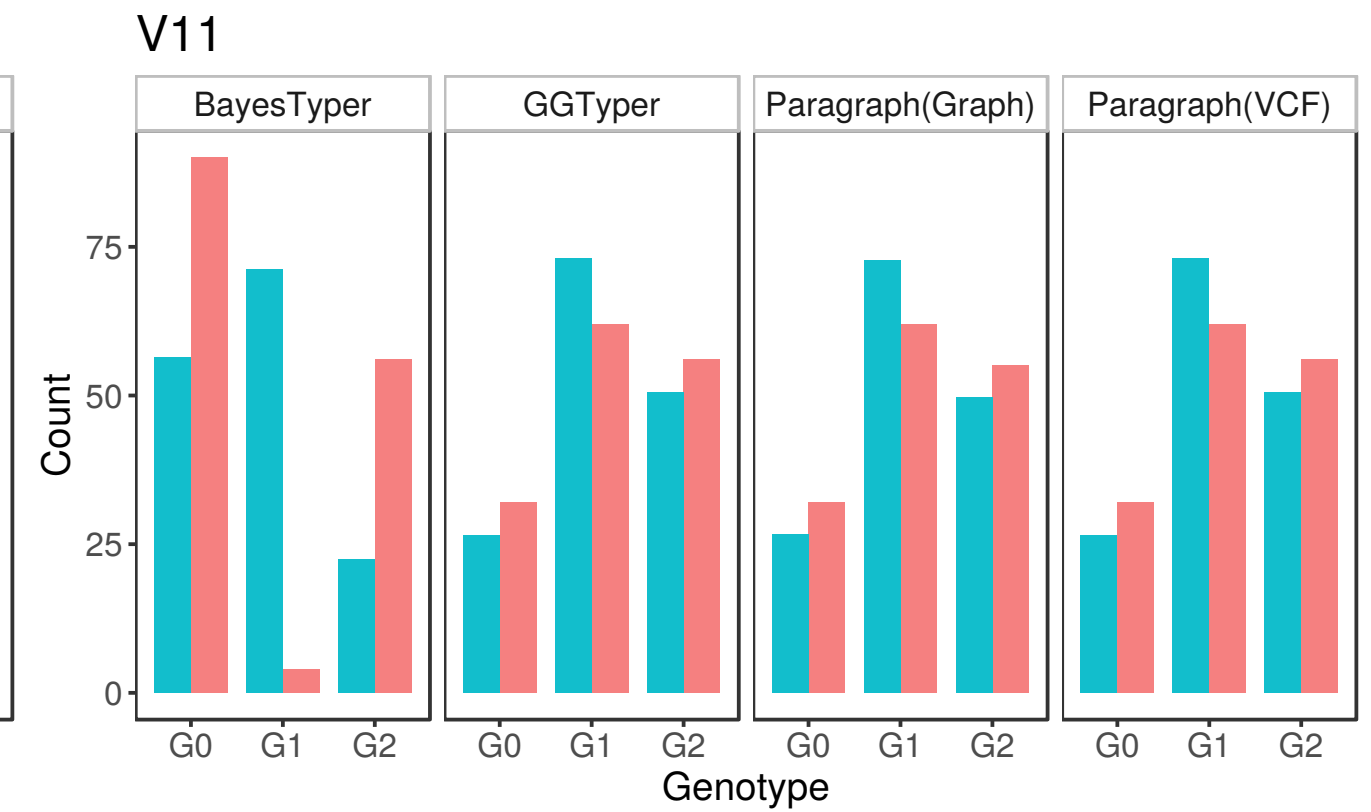 V11
BayesTyper GGTyper Paragraph(Graph) Paragraph(VCF)
75
50
25
0
Count
G0 G1 G2 G0 G1 G2 G0 G1 G2 G0 G1 G2
Genotype